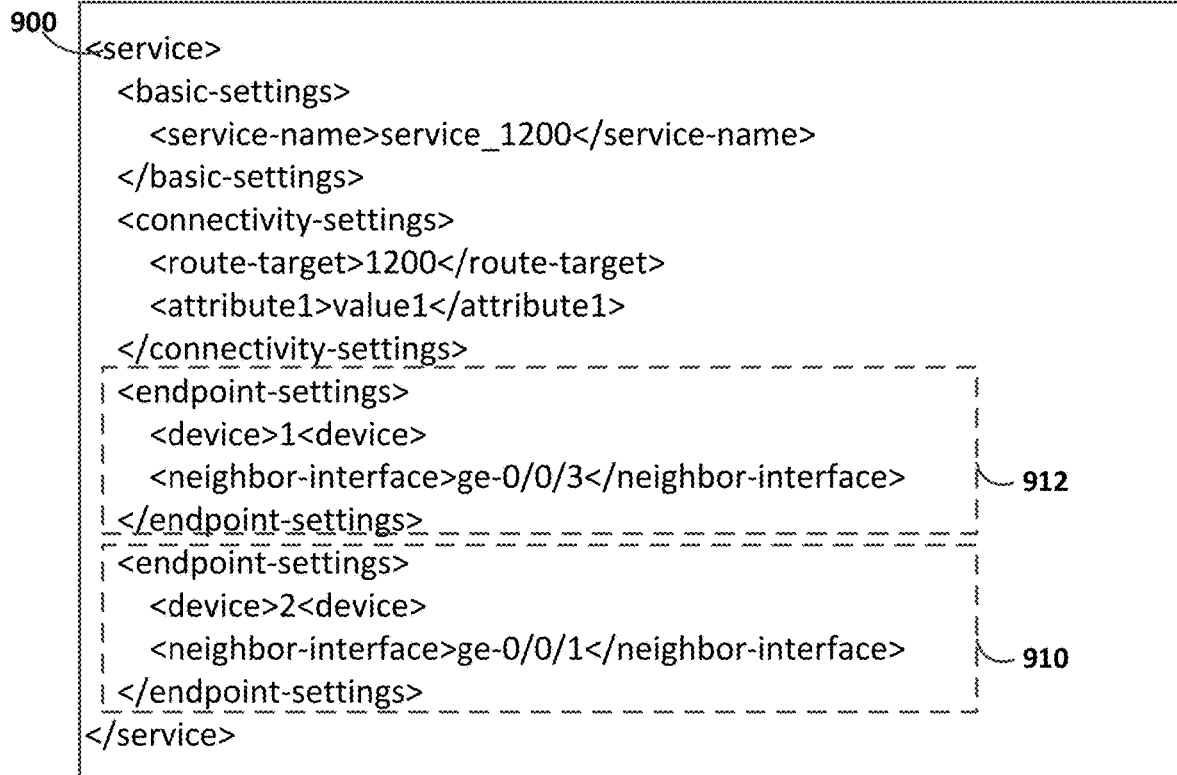 900
<service>
<basic-settings>
<service-name>service_1200</service-name>
</basic-settings>
<connectivity-settings>
<route-target>1200</route-target>
<attribute1>value1</attribute1>
</connectivity-settings>
<endpoint-settings>
<device>1<device>
<neighbor-interface>ge-0/0/3</neighbor-interface>
912
</endpoint-settings>
<endpoint-settings>
<device>2<device>
<neighbor-interface>ge-0/0/1</neighbor-interface>
910
</endpoint-settings>
</service>